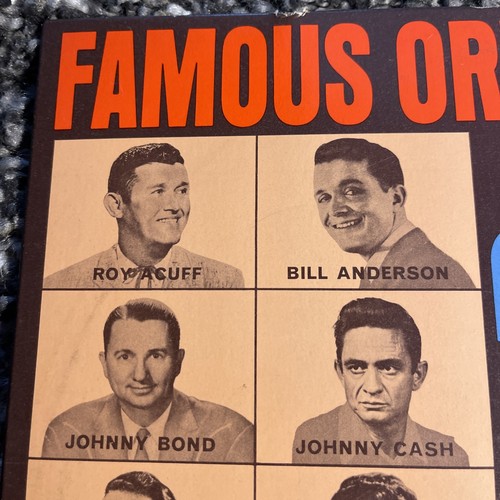 FAMOUS OR
ROY ACUFF
BILL ANDERSON
JOHNNY BOND
JOHNNY CASH